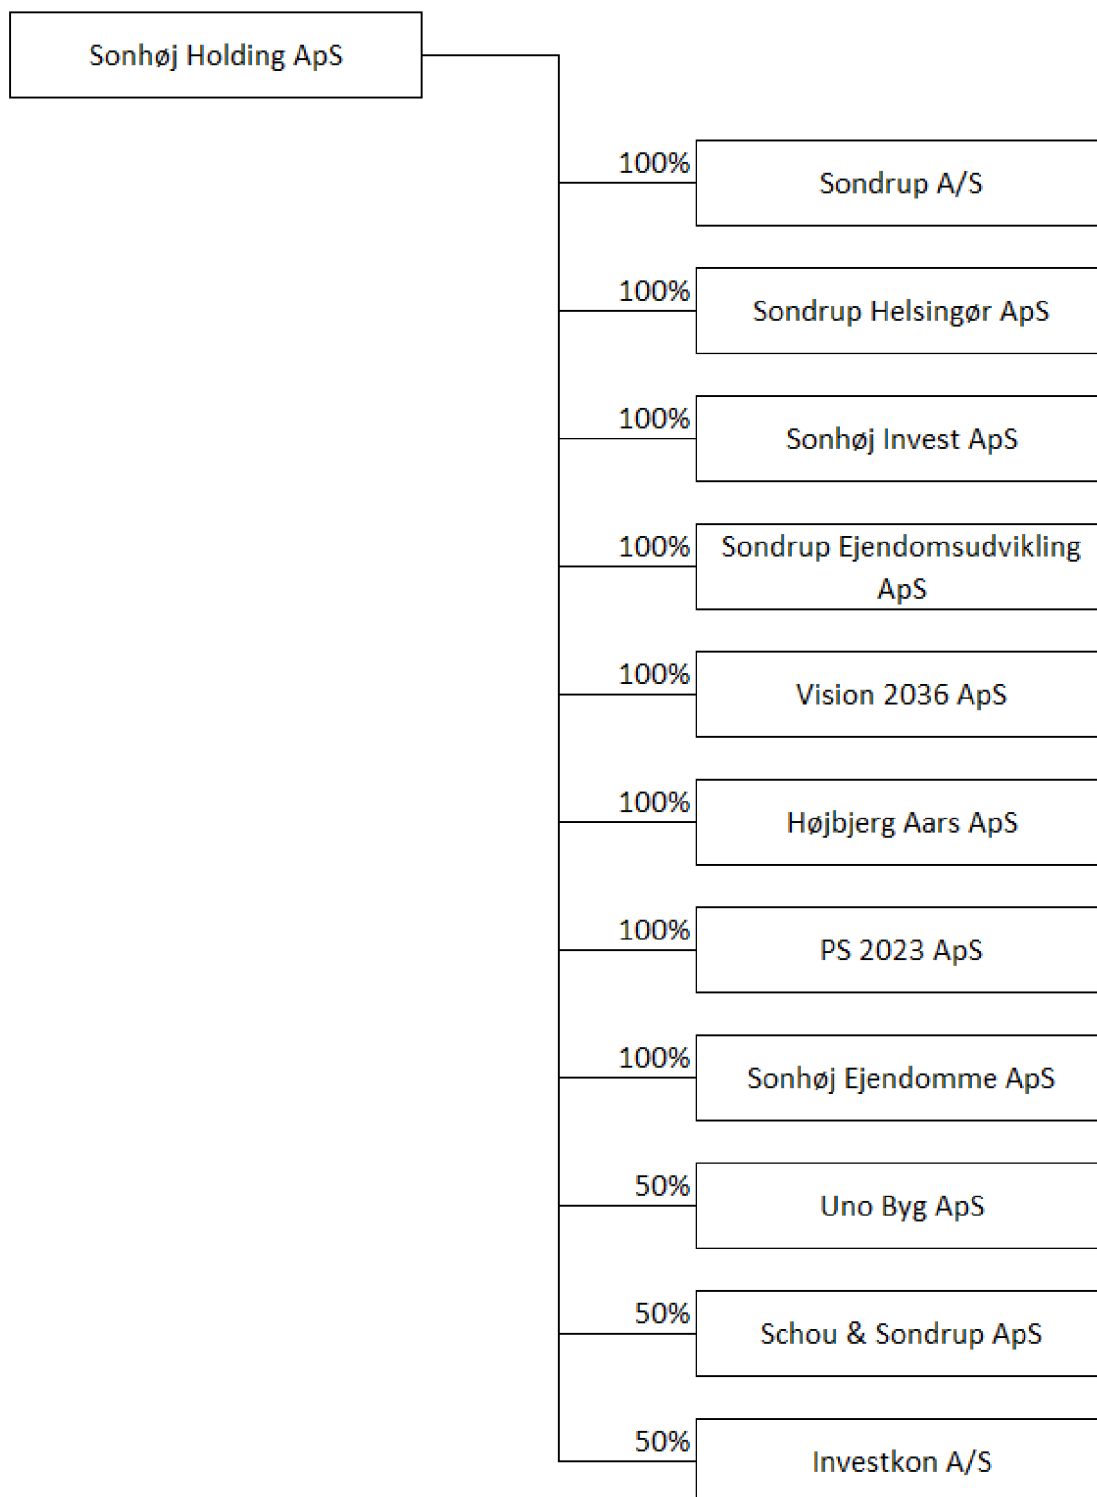 Sonhøj Holding ApS
100%
Sondrup A/S
100%
Sondrup Helsingør ApS
100%
Sonhøj Invest ApS
100%
Sondrup Ejendomsudvikling
ApS
100%
Vision 2036 ApS
100%
Højbjerg Aars ApS
100%
PS 2023 ApS
100%
Sonhøj Ejendomme ApS
50%
Uno Byg ApS
50%
Schou & Sondrup ApS
50%
Investkon A/S